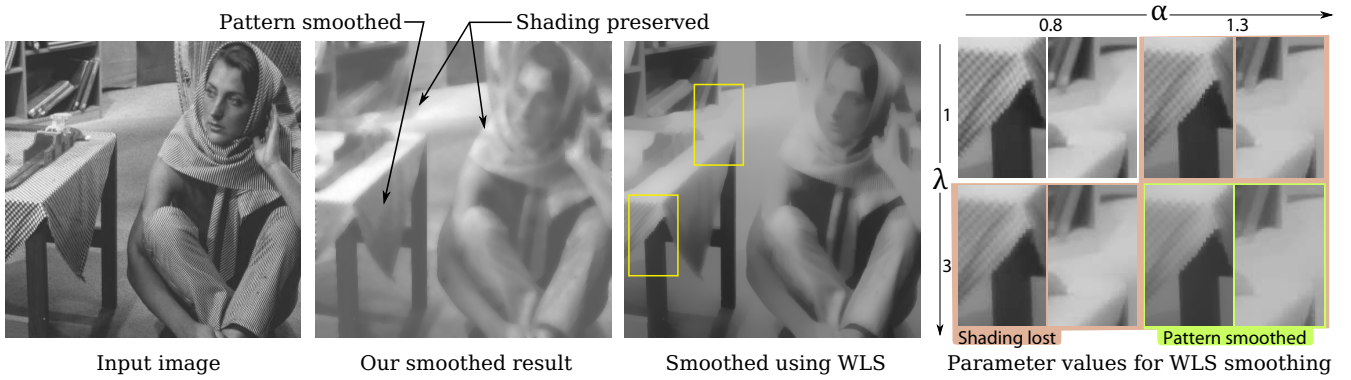 Pattern smoothed
Shading preserved
α
0.8
1.3
1
λ
3
Shading lost
Pattern smoothed
Input image
Our smoothed result
Smoothed using WLS
Parameter values for WLS smoothing